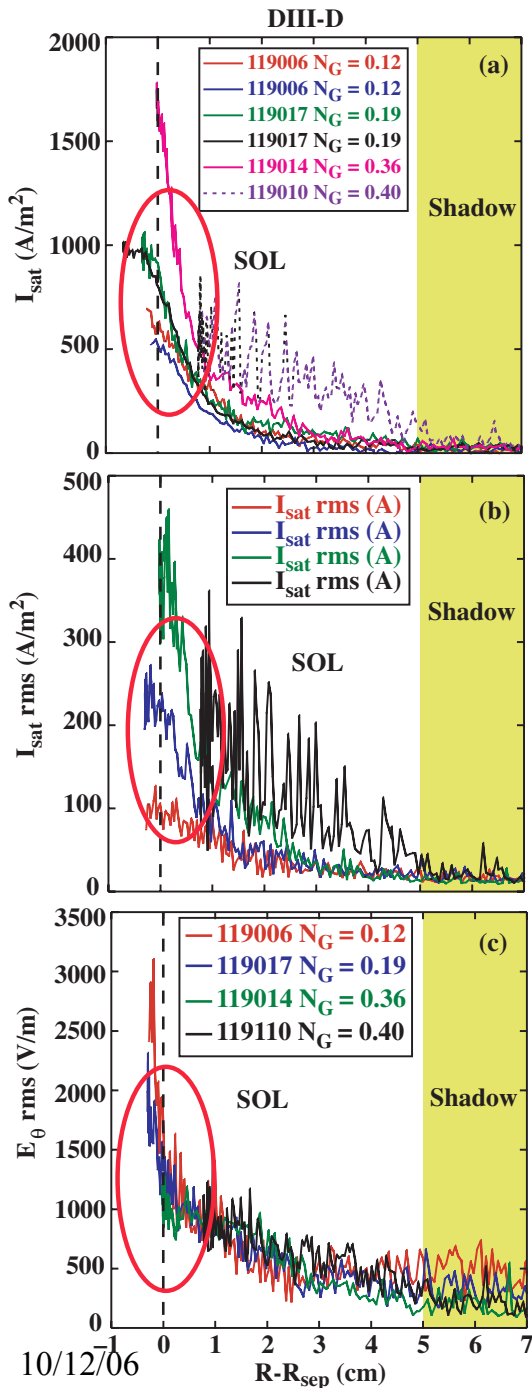 DIII-D
2000
1500
1000
500
0
I_sat (A/m²)
(a)
119006 N_G = 0.12
119006 N_G = 0.12
119017 N_G = 0.19
119017 N_G = 0.19
119014 N_G = 0.36
119010 N_G = 0.40
SOL
Shadow
500
400
300
200
100
0
I_sat rms (A/m²)
(b)
I_sat rms (A)
I_sat rms (A)
I_sat rms (A)
I_sat rms (A)
SOL
Shadow
3500
3000
2500
2000
1500
1000
500
0
E_θ rms (V/m)
(c)
119006 N_G = 0.12
119017 N_G = 0.19
119014 N_G = 0.36
119110 N_G = 0.40
SOL
Shadow
−1 0 1 2 3 4 5 6 7
R-R_sep (cm)
10/12/06